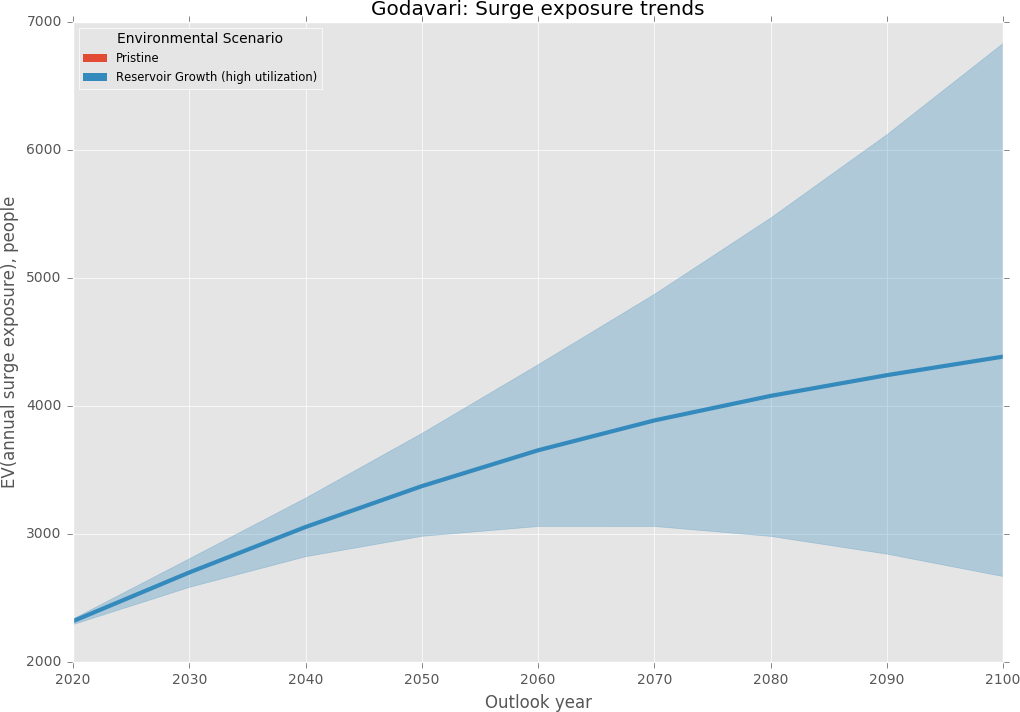 Godavari: Surge exposure trends
7000
6000
5000
4000
3000
2000
EV(annual surge exposure), people
Environmental Scenario
Pristine
Reservoir Growth (high utilization)
2020 2030 2040 2050 2060 2070 2080 2090 2100
Outlook year